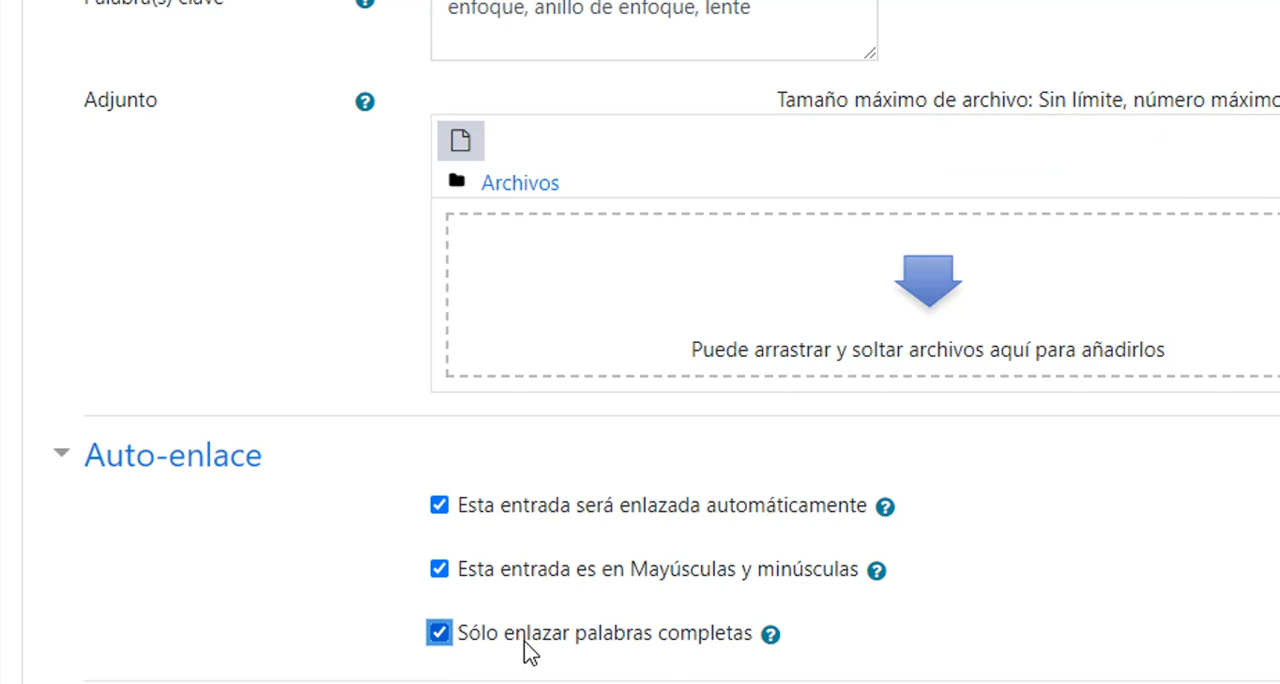 Palabra(s) clave
enfoque, anillo de enfoque, lente
Adjunto
Tamaño máximo de archivo: Sin límite, número máximo
Archivos
Puede arrastrar y soltar archivos aquí para añadirlos
Auto-enlace
Esta entrada será enlazada automáticamente
Esta entrada es en Mayúsculas y minúsculas
Sólo enlazar palabras completas